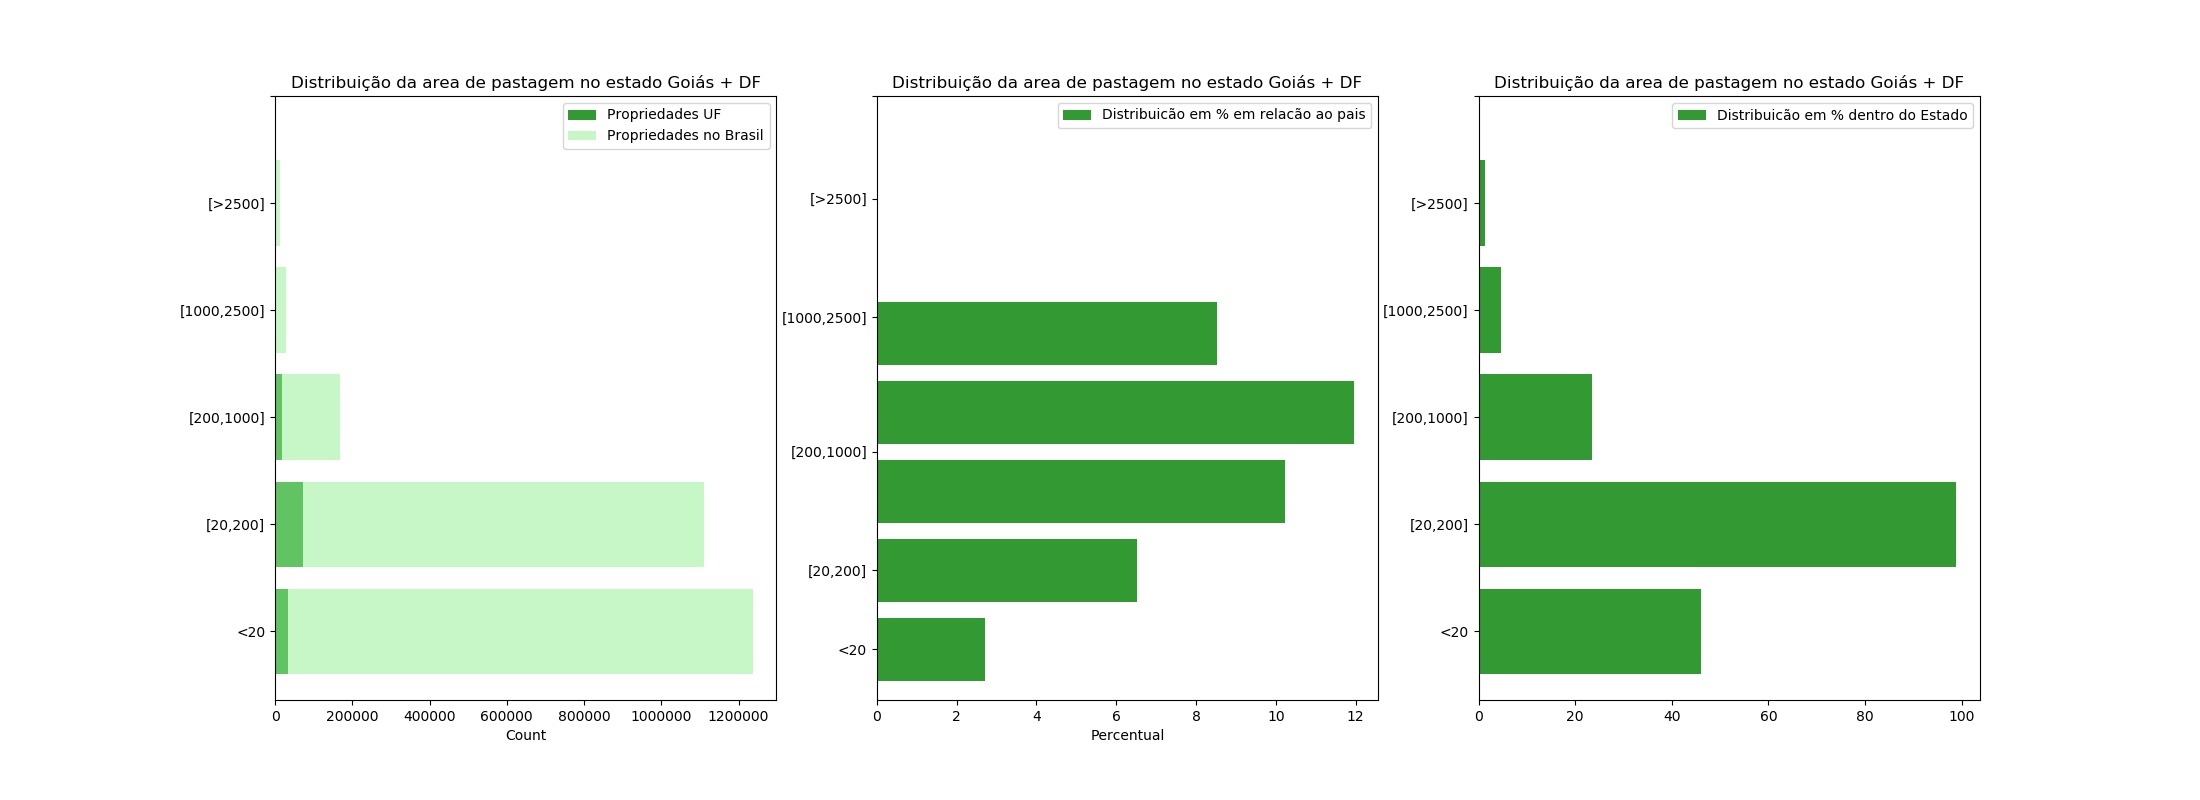 Distribuição da area de pastagem no estado Goiás + DF
Propriedades UF
Propriedades no Brasil
[>2500]
[1000,2500]
[200,1000]
[20,200]
<20
0 200000 400000 600000 800000 1000000 1200000
Count
Distribuição da area de pastagem no estado Goiás + DF
Distribuicão em % em relacão ao pais
[>2500]
[1000,2500]
[200,1000]
[20,200]
<20
0 2 4 6 8 10 12
Percentual
Distribuição da area de pastagem no estado Goiás + DF
Distribuicão em % dentro do Estado
[>2500]
[1000,2500]
[200,1000]
[20,200]
<20
0 20 40 60 80 100